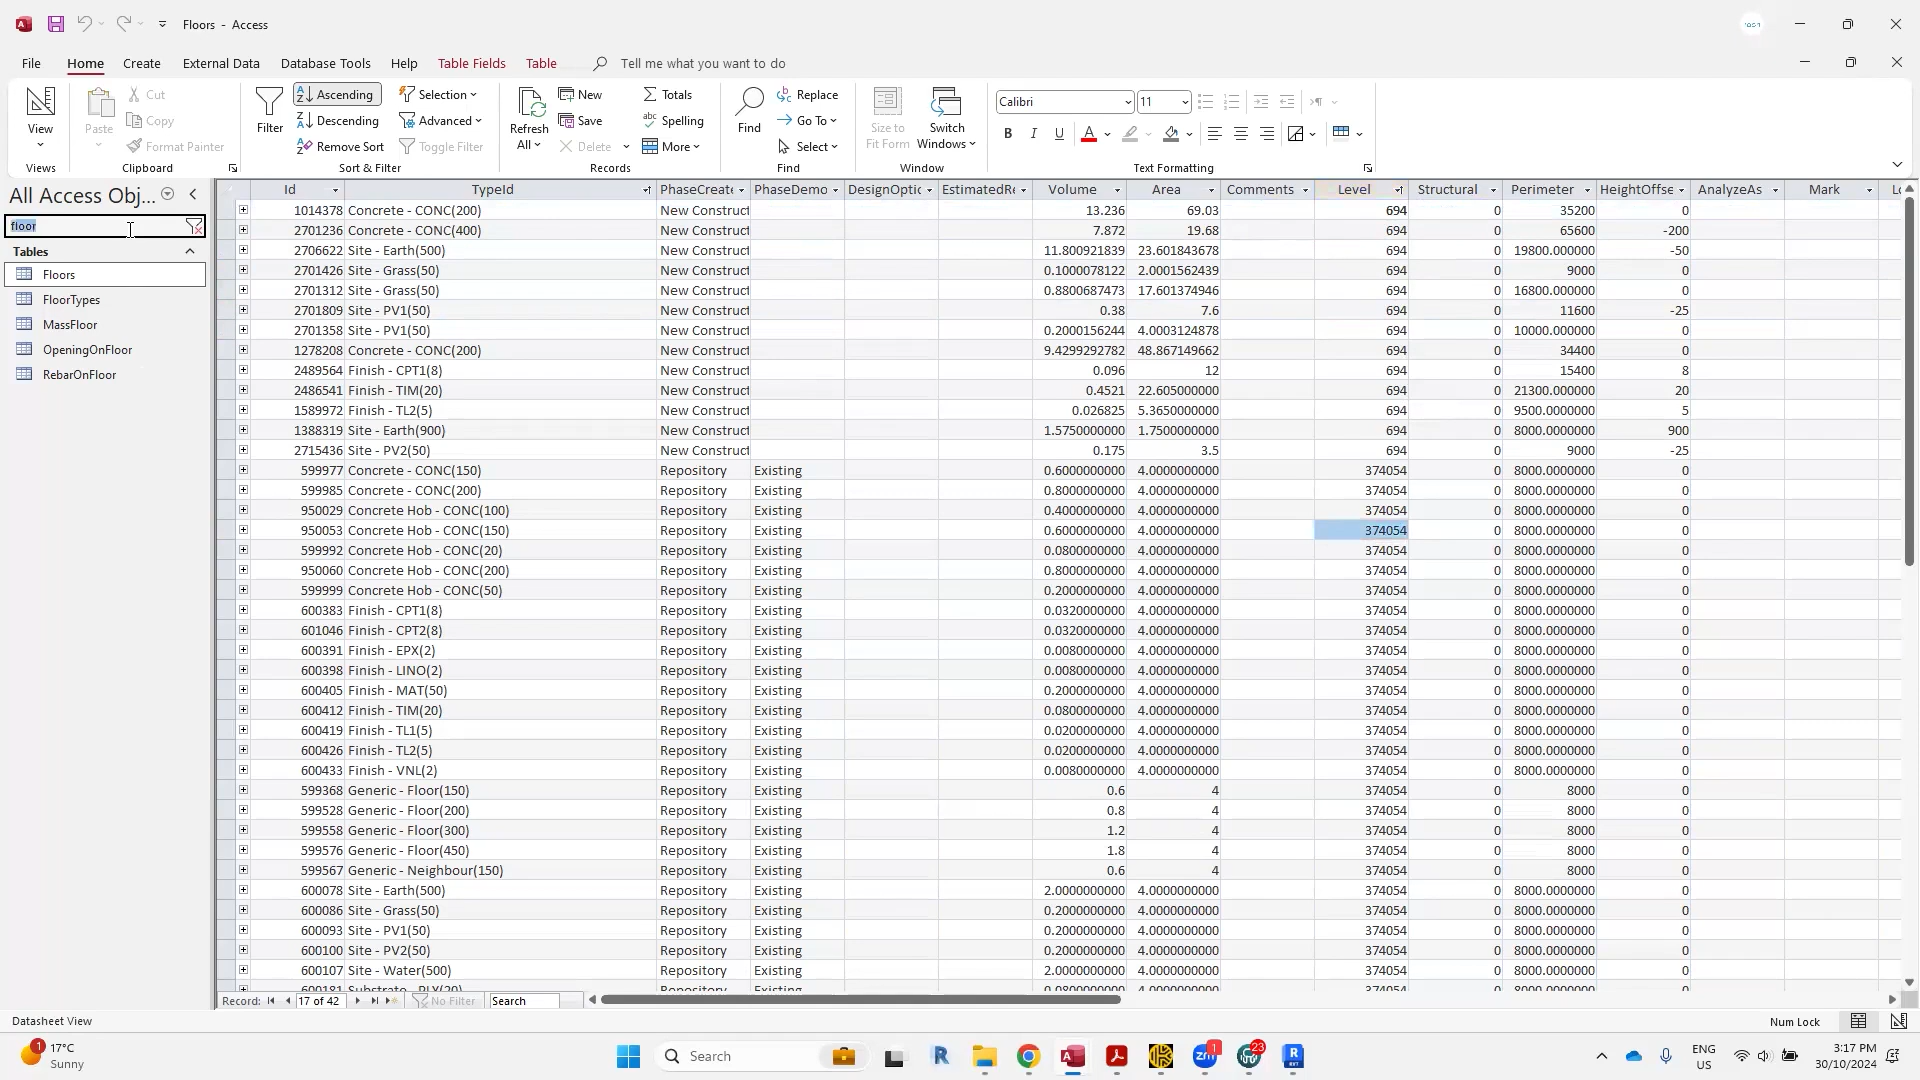 Floors - Access
File Home Create External Data Database Tools Help Table Fields Table Tell me what you want to do
View
Views
Paste
Cut
Copy
Format Painter
Clipboard
Filter
Ascending
Descending
Remove Sort
Selection
Advanced
Toggle Filter
Sort & Filter
Refresh All
New
Save
Delete
Totals
Spelling
More
Records
Find
Replace
Go To
Select
Find
Size to Fit Form
Switch Windows
Window
Calibri 11
B I U A
Text Formatting
All Access Obj...
floor
Tables
Floors
FloorTypes
MassFloor
OpeningOnFloor
RebarOnFloor
Id TypeId PhaseCreate PhaseDemo DesignOptic EstimatedRe Volume Area Comments Level Structural Perimeter HeightOffse AnalyzeAs Mark Lo
1014378 Concrete - CONC(200) New Construct 13.236 69.03 694 0 35200 0
2701236 Concrete - CONC(400) New Construct 7.872 19.68 694 0 65600 -200
2706622 Site - Earth(500) New Construct 11.800921839 23.601843678 694 0 19800.000000 -50
2701426 Site - Grass(50) New Construct 0.1000078122 2.0001562439 694 0 9000 0
2701312 Site - Grass(50) New Construct 0.8800687473 17.601374946 694 0 16800.000000 0
2701809 Site - PV1(50) New Construct 0.38 7.6 694 0 11600 -25
2701358 Site - PV1(50) New Construct 0.2000156244 4.0003124878 694 0 10000.000000 0
1278208 Concrete - CONC(200) New Construct 9.4299292782 48.867149662 694 0 34400 0
2489564 Finish - CPT1(8) New Construct 0.096 12 694 0 15400 8
2486541 Finish - TIM(20) New Construct 0.4521 22.605000000 694 0 21300.000000 20
1589972 Finish - TL2(5) New Construct 0.026825 5.3650000000 694 0 9500.0000000 5
1388319 Site - Earth(900) New Construct 1.5750000000 1.7500000000 694 0 8000.0000000 900
2715436 Site - PV2(50) New Construct 0.175 3.5 694 0 9000 -25
599977 Concrete - CONC(150) Repository Existing 0.6000000000 4.0000000000 374054 0 8000.0000000 0
599985 Concrete - CONC(200) Repository Existing 0.8000000000 4.0000000000 374054 0 8000.0000000 0
950029 Concrete Hob - CONC(100) Repository Existing 0.4000000000 4.0000000000 374054 0 8000.0000000 0
950053 Concrete Hob - CONC(150) Repository Existing 0.6000000000 4.0000000000 374054 0 8000.0000000 0
599992 Concrete Hob - CONC(20) Repository Existing 0.0800000000 4.0000000000 374054 0 8000.0000000 0
950060 Concrete Hob - CONC(200) Repository Existing 0.8000000000 4.0000000000 374054 0 8000.0000000 0
599999 Concrete Hob - CONC(50) Repository Existing 0.2000000000 4.0000000000 374054 0 8000.0000000 0
600383 Finish - CPT1(8) Repository Existing 0.0320000000 4.0000000000 374054 0 8000.0000000 0
601046 Finish - CPT2(8) Repository Existing 0.0320000000 4.0000000000 374054 0 8000.0000000 0
600391 Finish - EPX(2) Repository Existing 0.0080000000 4.0000000000 374054 0 8000.0000000 0
600398 Finish - LINO(2) Repository Existing 0.0080000000 4.0000000000 374054 0 8000.0000000 0
600405 Finish - MAT(50) Repository Existing 0.2000000000 4.0000000000 374054 0 8000.0000000 0
600412 Finish - TIM(20) Repository Existing 0.0800000000 4.0000000000 374054 0 8000.0000000 0
600419 Finish - TL1(5) Repository Existing 0.0200000000 4.0000000000 374054 0 8000.0000000 0
600426 Finish - TL2(5) Repository Existing 0.0200000000 4.0000000000 374054 0 8000.0000000 0
600433 Finish - VNL(2) Repository Existing 0.0080000000 4.0000000000 374054 0 8000.0000000 0
599368 Generic - Floor(150) Repository Existing 0.6 4 374054 0 8000 0
599528 Generic - Floor(200) Repository Existing 0.8 4 374054 0 8000 0
599558 Generic - Floor(300) Repository Existing 1.2 4 374054 0 8000 0
599576 Generic - Floor(450) Repository Existing 1.8 4 374054 0 8000 0
599567 Generic - Neighbour(150) Repository Existing 0.6 4 374054 0 8000 0
600078 Site - Earth(500) Repository Existing 2.0000000000 4.0000000000 374054 0 8000.0000000 0
600086 Site - Grass(50) Repository Existing 0.2000000000 4.0000000000 374054 0 8000.0000000 0
600093 Site - PV1(50) Repository Existing 0.2000000000 4.0000000000 374054 0 8000.0000000 0
600100 Site - PV2(50) Repository Existing 0.2000000000 4.0000000000 374054 0 8000.0000000 0
600107 Site - Water(500) Repository Existing 2.0000000000 4.0000000000 374054 0 8000.0000000 0
600181 Substrate - PLY(20) Repository Existing 0.0800000000 4.0000000000 374054 0 8000.0000000 0
Record: 17 of 42 No Filter Search
Datasheet View Num Lock
1 17°C
Sunny
Search
1 23
ENG
US
3:17 PM
30/10/2024